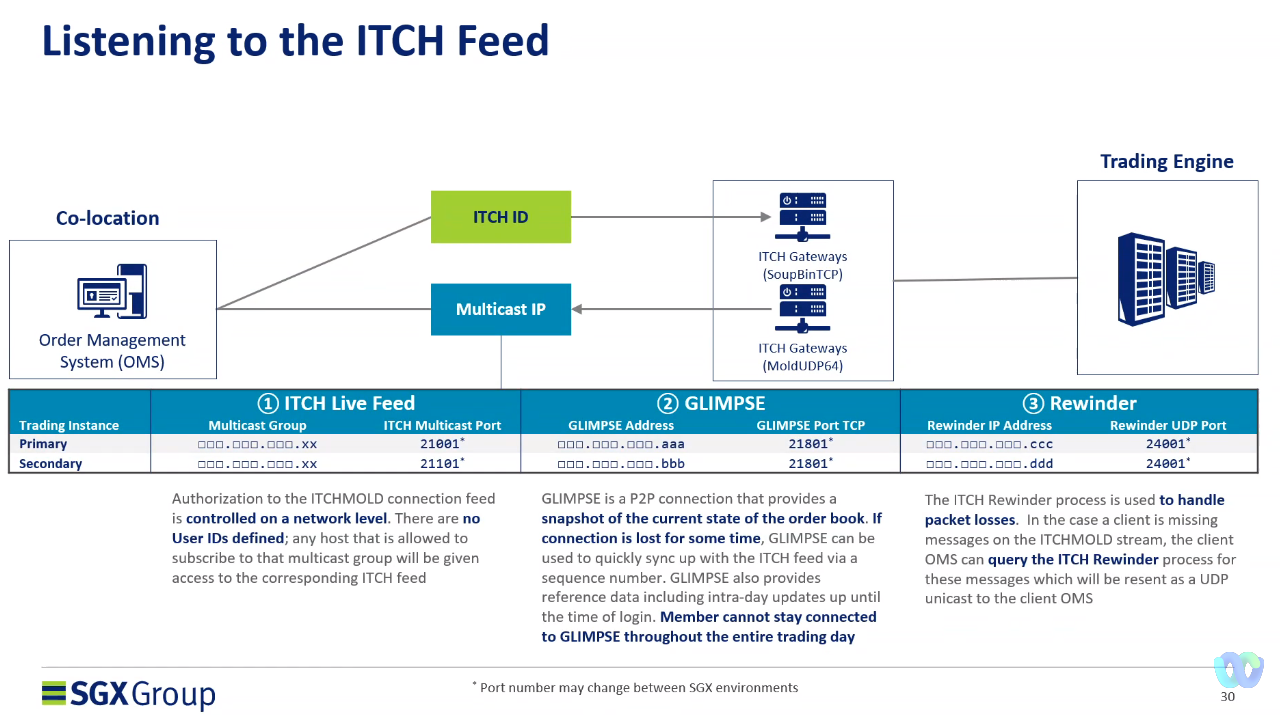 Listening to the ITCH Feed
Trading Engine
Co-location
ITCH ID
ITCH Gateways
(SoupBinTCP)
Multicast IP
Order Management
System (OMS)
ITCH Gateways
(MoldUDP64)
① ITCH Live Feed ② GLIMPSE ③ Rewinder
Trading Instance Multicast Group ITCH Multicast Port GLIMPSE Address GLIMPSE Port TCP Rewinder IP Address Rewinder UDP Port
Primary □□□.□□□.□□□.xx 21001* □□□.□□□.□□□.aaa 21801* □□□.□□□.□□□.ccc 24001*
Secondary □□□.□□□.□□□.xx 21101* □□□.□□□.□□□.bbb 21801* □□□.□□□.□□□.ddd 24001*
Authorization to the ITCHMOLD connection feed
is controlled on a network level. There are no
User IDs defined; any host that is allowed to
subscribe to that multicast group will be given
access to the corresponding ITCH feed
GLIMPSE is a P2P connection that provides a
snapshot of the current state of the order book. If
connection is lost for some time, GLIMPSE can be
used to quickly sync up with the ITCH feed via a
sequence number. GLIMPSE also provides
reference data including intra-day updates up until
the time of login. Member cannot stay connected
to GLIMPSE throughout the entire trading day
The ITCH Rewinder process is used to handle
packet losses. In the case a client is missing
messages on the ITCHMOLD stream, the client
OMS can query the ITCH Rewinder process for
these messages which will be resent as a UDP
unicast to the client OMS
SGX Group
* Port number may change between SGX environments
30